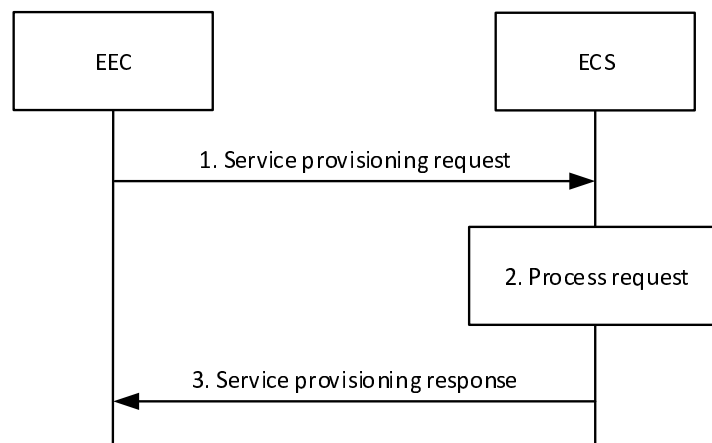 EEC
ECS
1. Service provisioning request
2. Process request
3. Service provisioning response